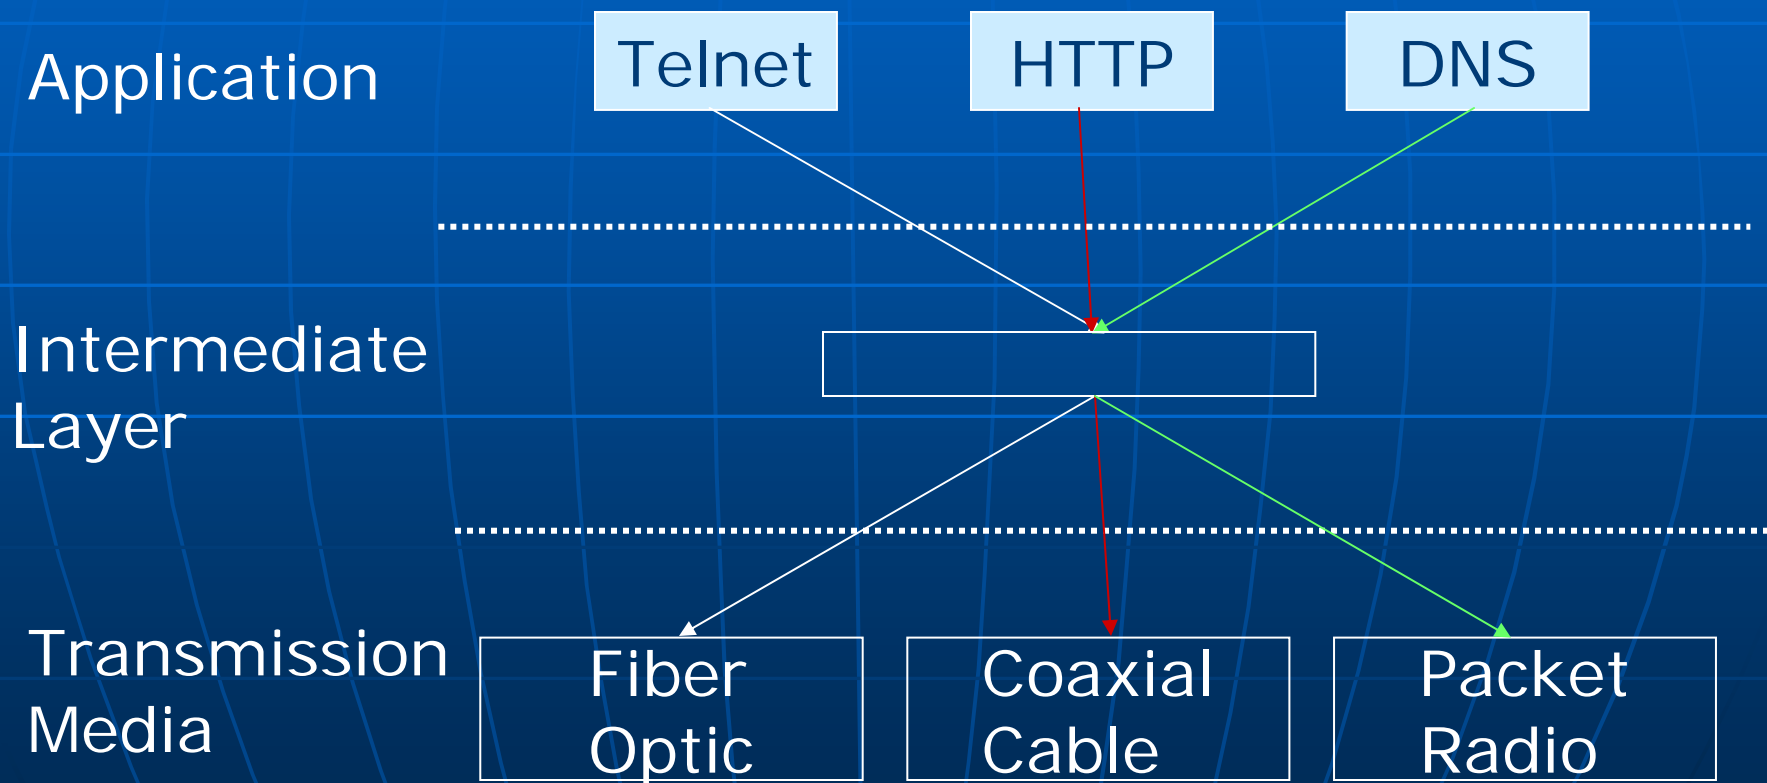 Application
Telnet
HTTP
DNS
Intermediate
Layer
Transmission
Media
Fiber
Optic
Coaxial
Cable
Packet
Radio